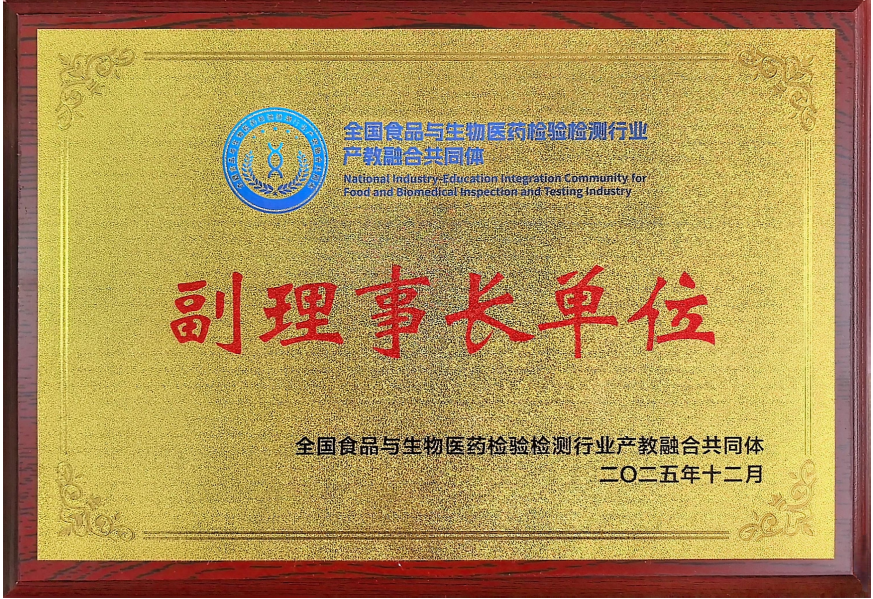 全国食品与生物医药检验检测行业
产教融合共同体
National Industry-Education Integration Community for
Food and Biomedical Inspection and Testing Industry
副理事长单位
全国食品与生物医药检验检测行业产教融合共同体
二〇二五年十二月